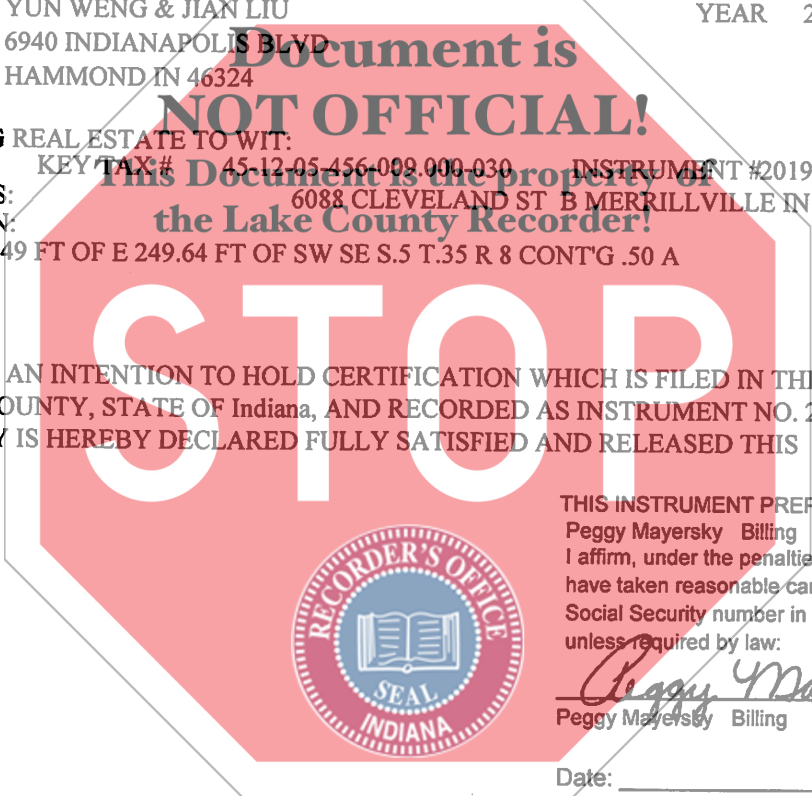 YUN WENG & JIAN LIU
YEAR 2
6940 INDIANAPOLIS BLVD
HAMMOND IN 46324
Document is
NOT OFFICIAL!
This Document is the property of
the Lake County Recorder!
G REAL ESTATE TO WIT:
KEY TAX # 45-12-05-456-009.000-030 INSTRUMENT #2019
S: 6088 CLEVELAND ST B MERRILLVILLE IN
N:
49 FT OF E 249.64 FT OF SW SE S.5 T.35 R 8 CONT'G .50 A
STOP
AN INTENTION TO HOLD CERTIFICATION WHICH IS FILED IN THE
OUNTY, STATE OF Indiana, AND RECORDED AS INSTRUMENT NO. 2
Y IS HEREBY DECLARED FULLY SATISFIED AND RELEASED THIS
THIS INSTRUMENT PREP
Peggy Mayersky Billing
I affirm, under the penaltie
have taken reasonable car
Social Security number in
unless required by law:
Peggy Ma
Peggy Mayersky Billing
Date:
RECORDER'S OFFICE
SEAL
INDIANA